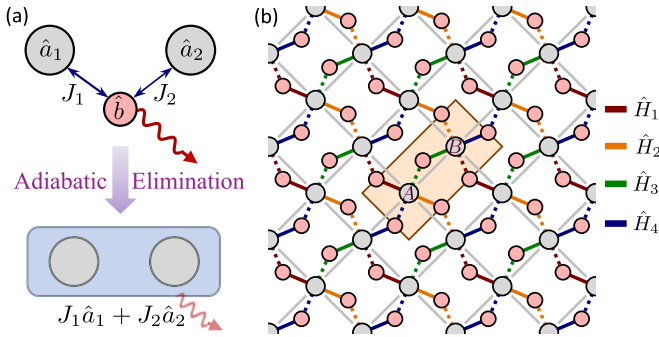 (a)
â₁
â₂
J₁
J₂
b̂
Adiabatic Elimination
J₁â₁ + J₂â₂
(b)
B
A
Ĥ₁
Ĥ₂
Ĥ₃
Ĥ₄